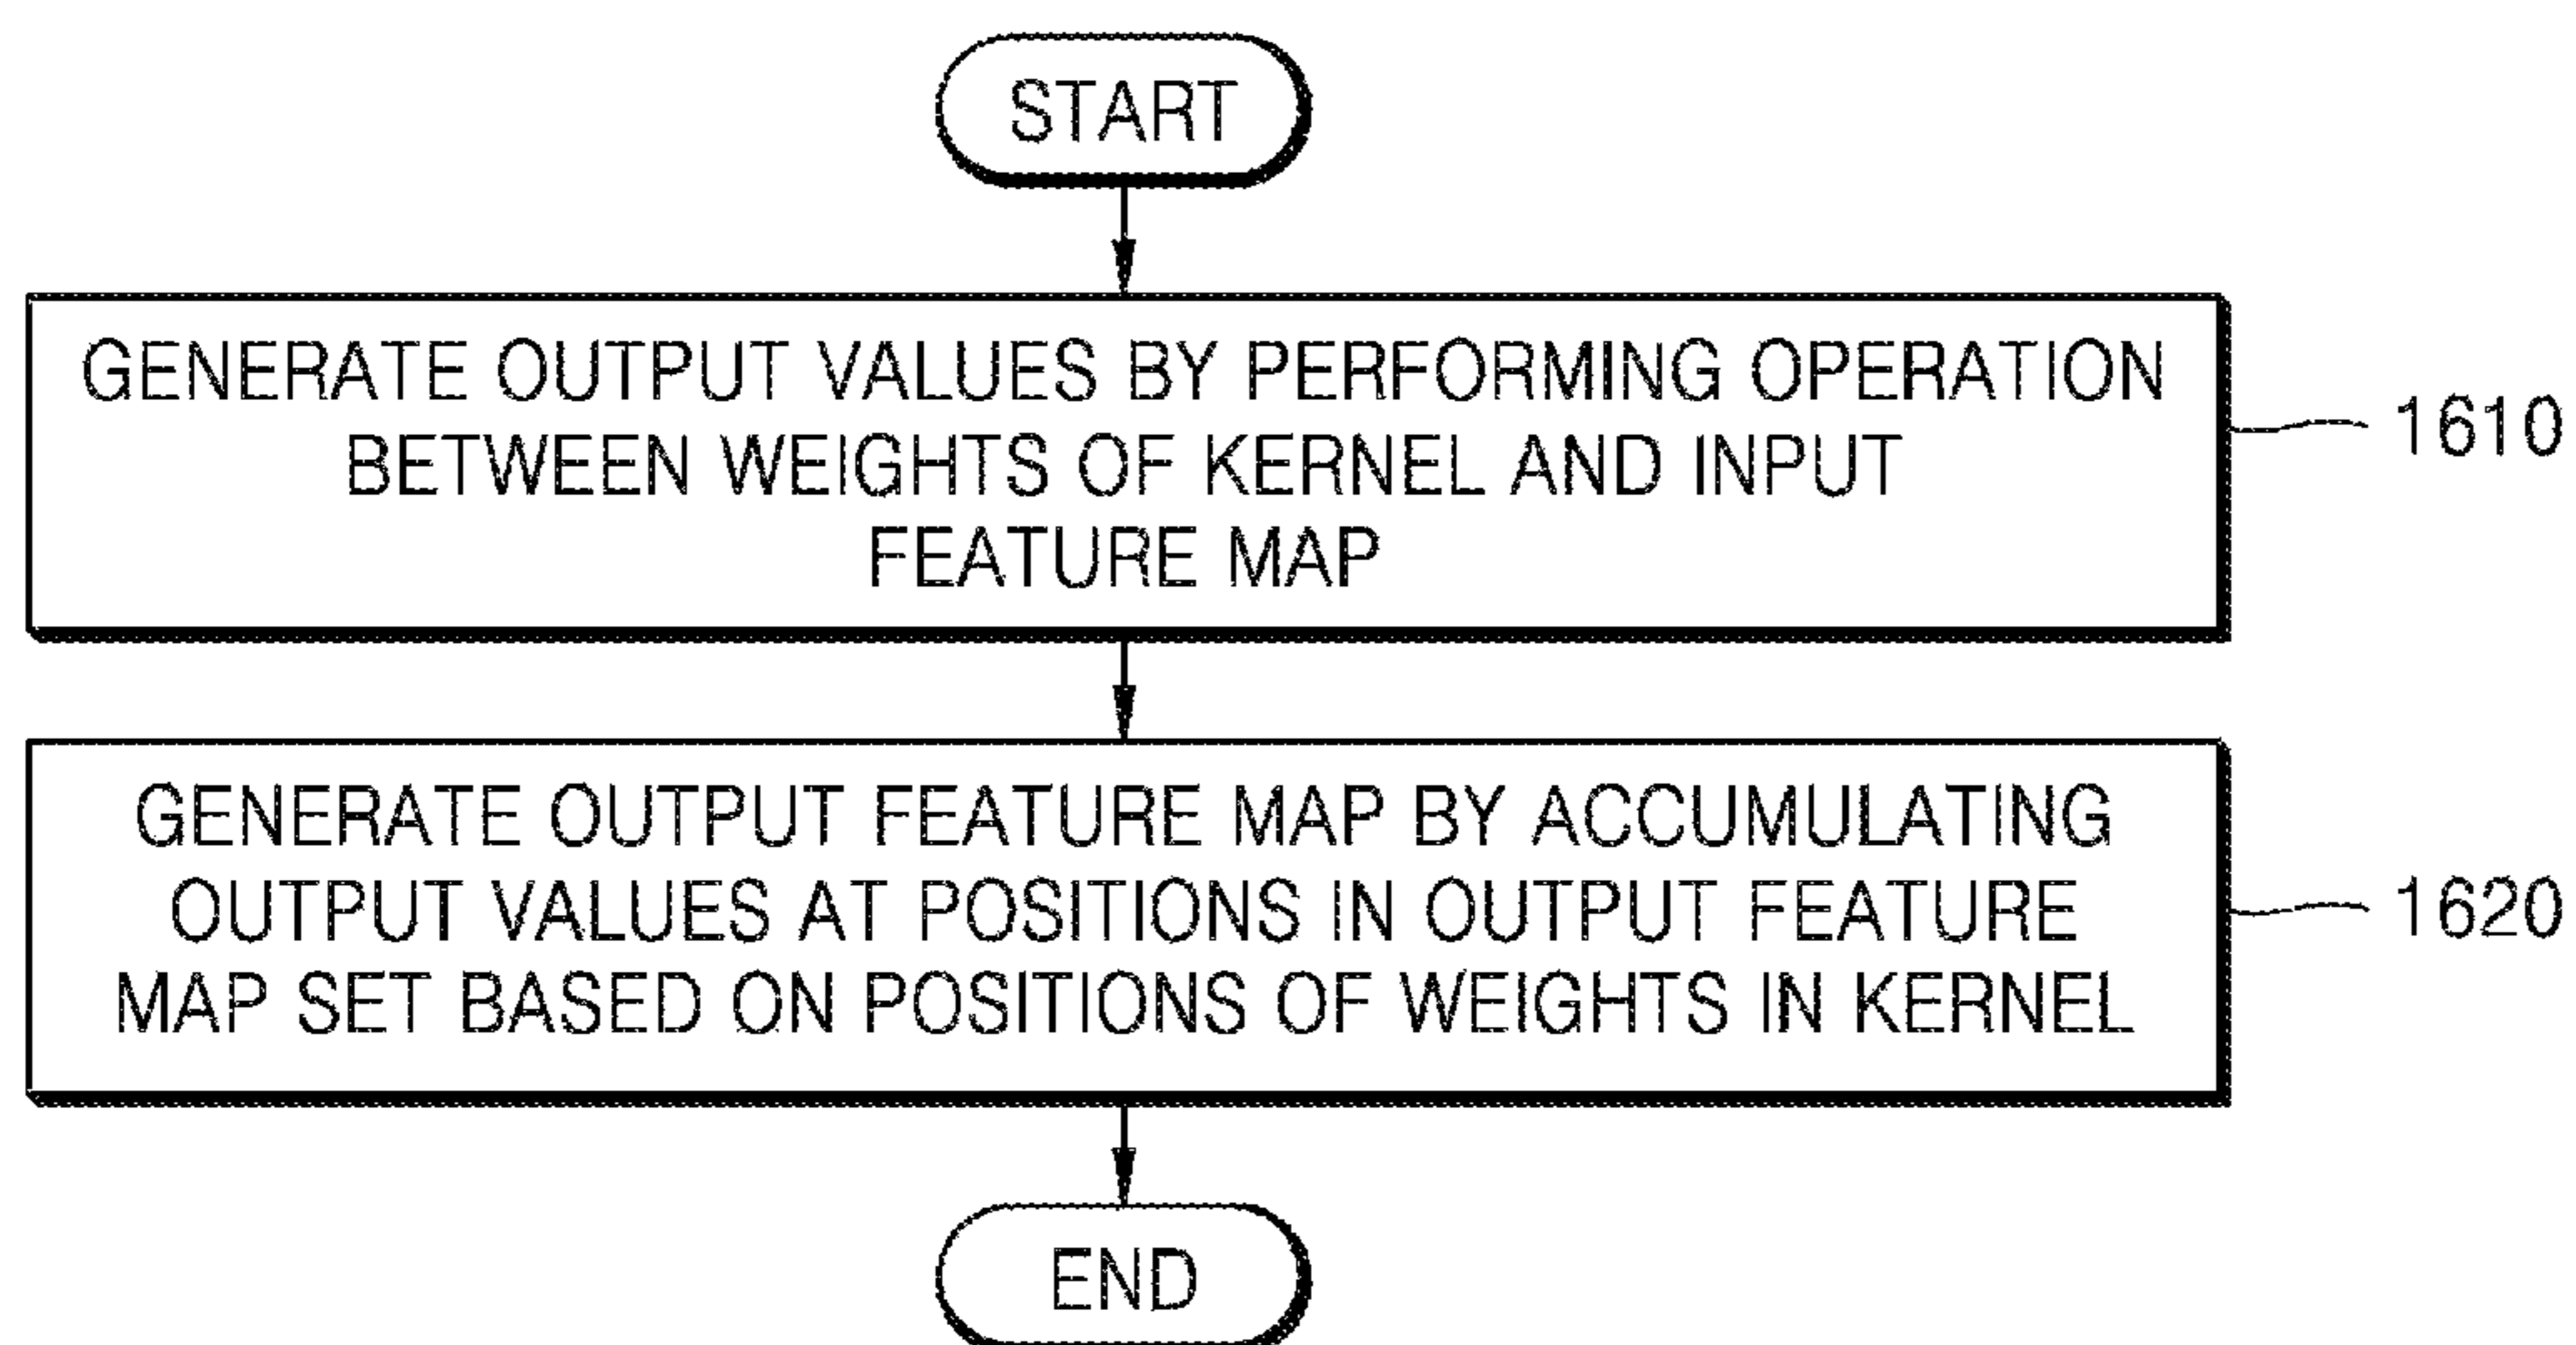 START
GENERATE OUTPUT VALUES BY PERFORMING OPERATION
BETWEEN WEIGHTS OF KERNEL AND INPUT
FEATURE MAP
1610
GENERATE OUTPUT FEATURE MAP BY ACCUMULATING
OUTPUT VALUES AT POSITIONS IN OUTPUT FEATURE
MAP SET BASED ON POSITIONS OF WEIGHTS IN KERNEL
1620
END